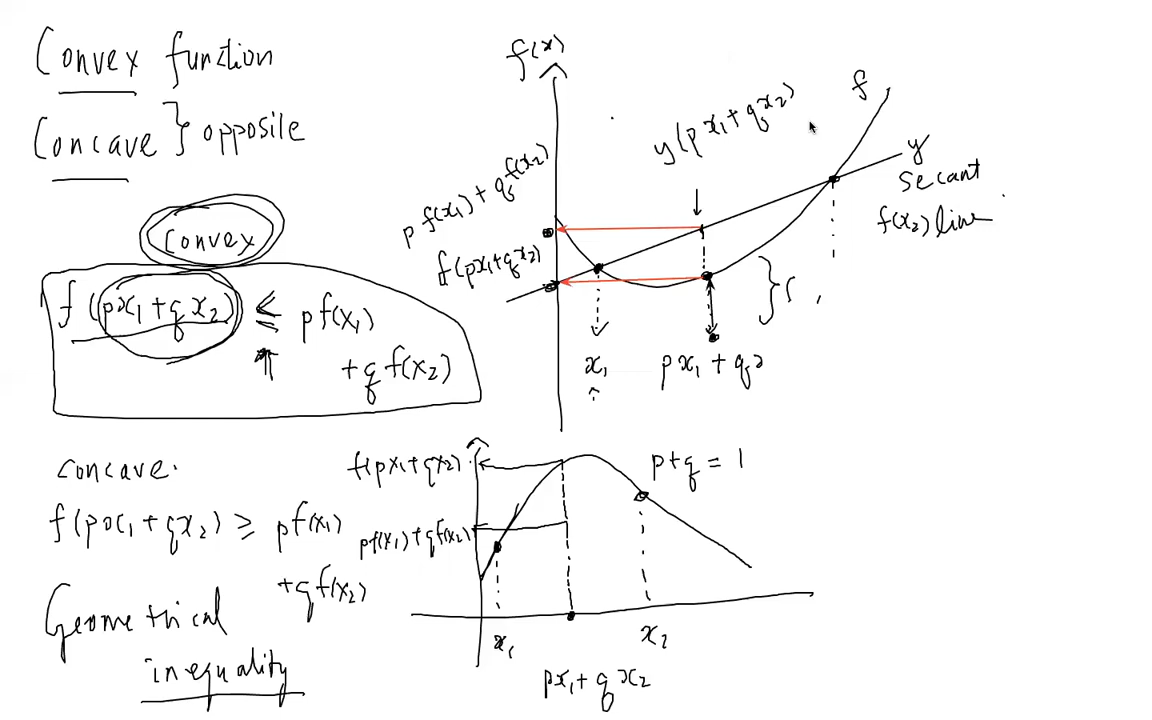 Convex function
Concave } opposite
Convex
f(px₁+qx₂) ≤ pf(x₁)
+qf(x₂)
concave.
f(px₁+qx₂) ≥ pf(x₁)
+qf(x₂)
Geometrical
inequality
f(x)
f
y(px₁+qx₂)
y
secant
f(x₂) line
pf(x₁)+qf(x₂)
f(px₁+qx₂)
x₁
px₁+q
f(px₁+qx₂)
p+q=1
pf(x₁)+qf(x₂)
x₁
x₂
px₁+qx₂